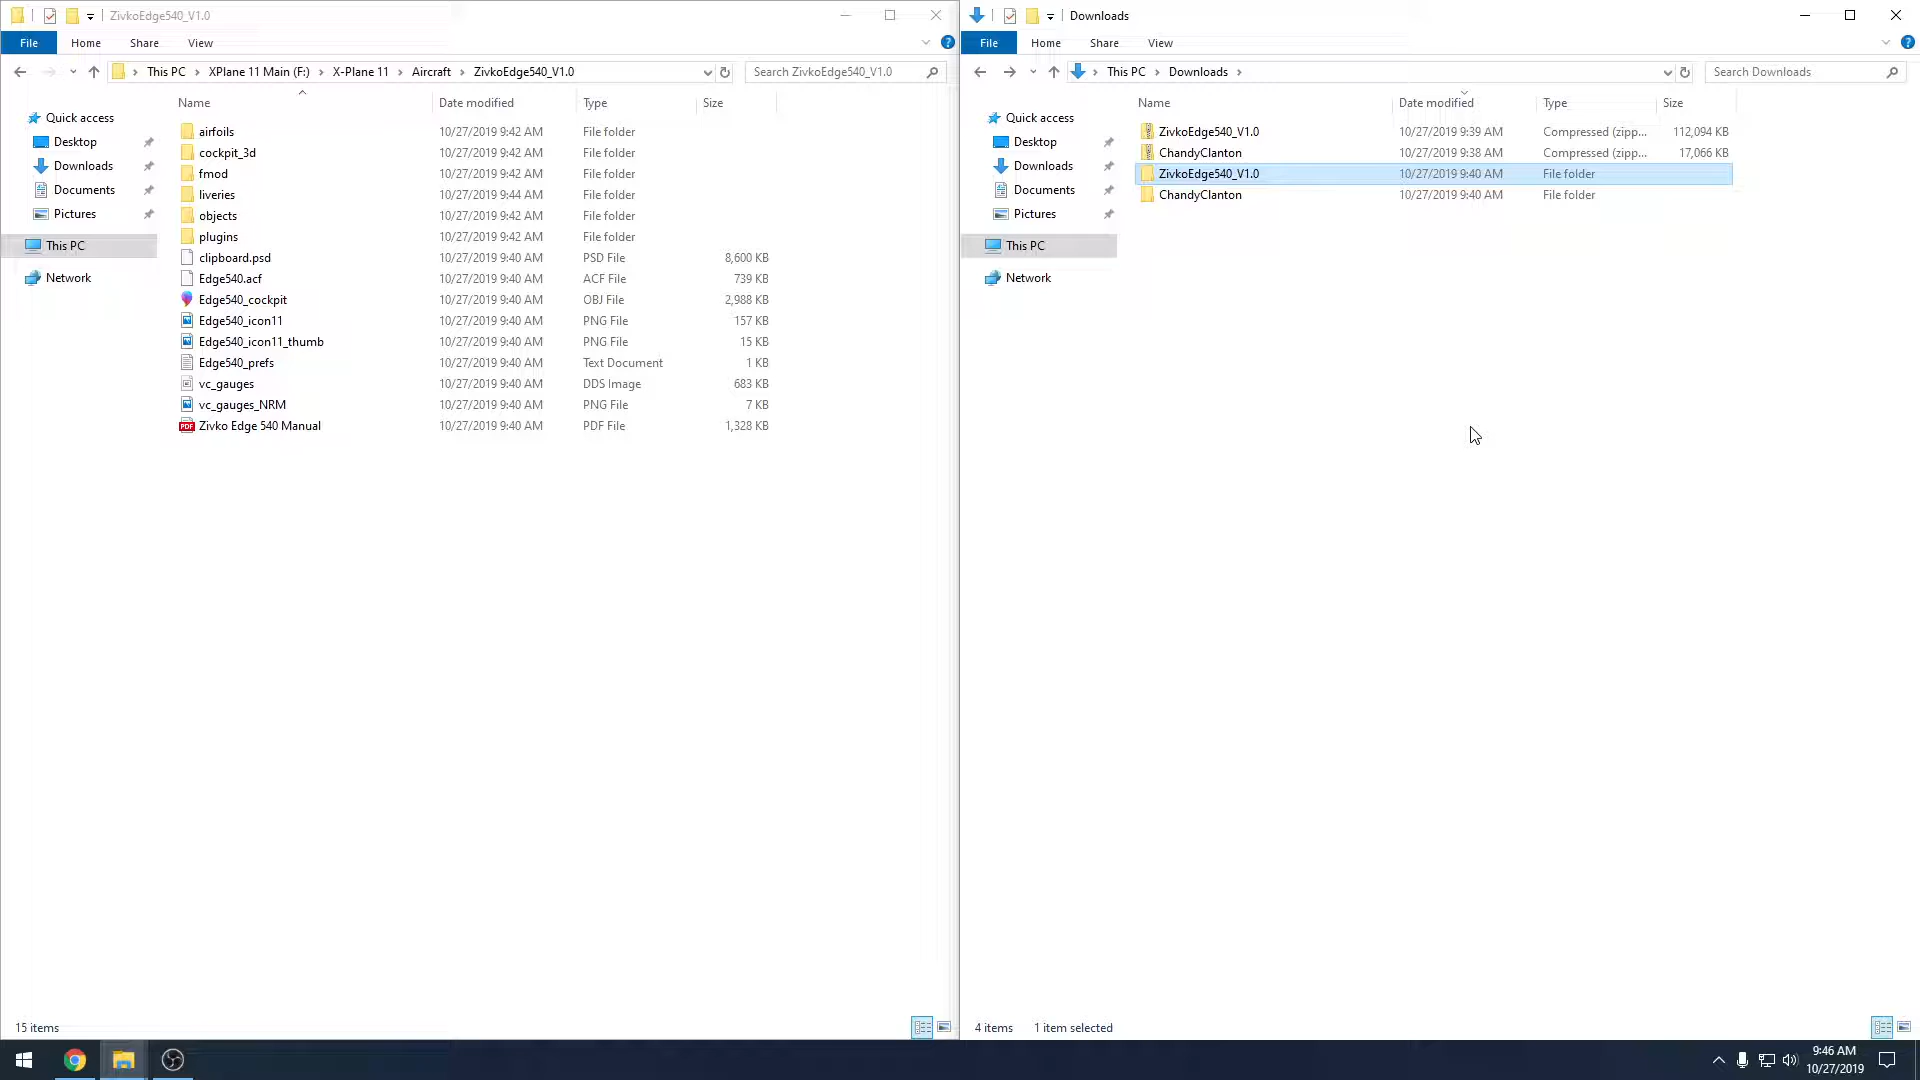 ZivkoEdge540_V1.0
File Home Share View
This PC XPlane 11 Main (F:) X-Plane 11 Aircraft ZivkoEdge540_V1.0
Search ZivkoEdge540_V1.0
Quick access
Desktop
Downloads
Documents
Pictures
This PC
Network
Name Date modified Type Size
airfoils 10/27/2019 9:42 AM File folder
cockpit_3d 10/27/2019 9:42 AM File folder
fmod 10/27/2019 9:42 AM File folder
liveries 10/27/2019 9:44 AM File folder
objects 10/27/2019 9:42 AM File folder
plugins 10/27/2019 9:42 AM File folder
clipboard.psd 10/27/2019 9:40 AM PSD File 8,600 KB
Edge540.acf 10/27/2019 9:40 AM ACF File 739 KB
Edge540_cockpit 10/27/2019 9:40 AM OBJ File 2,988 KB
Edge540_icon11 10/27/2019 9:40 AM PNG File 157 KB
Edge540_icon11_thumb 10/27/2019 9:40 AM PNG File 15 KB
Edge540_prefs 10/27/2019 9:40 AM Text Document 1 KB
vc_gauges 10/27/2019 9:40 AM DDS Image 683 KB
vc_gauges_NRM 10/27/2019 9:40 AM PNG File 7 KB
PDF Zivko Edge 540 Manual 10/27/2019 9:40 AM PDF File 1,328 KB
15 items
Downloads
File Home Share View
This PC Downloads
Search Downloads
Quick access
Desktop
Downloads
Documents
Pictures
This PC
Network
Name Date modified Type Size
ZivkoEdge540_V1.0 10/27/2019 9:39 AM Compressed (zipp... 112,094 KB
ChandyClanton 10/27/2019 9:38 AM Compressed (zipp... 17,066 KB
ZivkoEdge540_V1.0 10/27/2019 9:40 AM File folder
ChandyClanton 10/27/2019 9:40 AM File folder
4 items 1 item selected
9:46 AM
10/27/2019